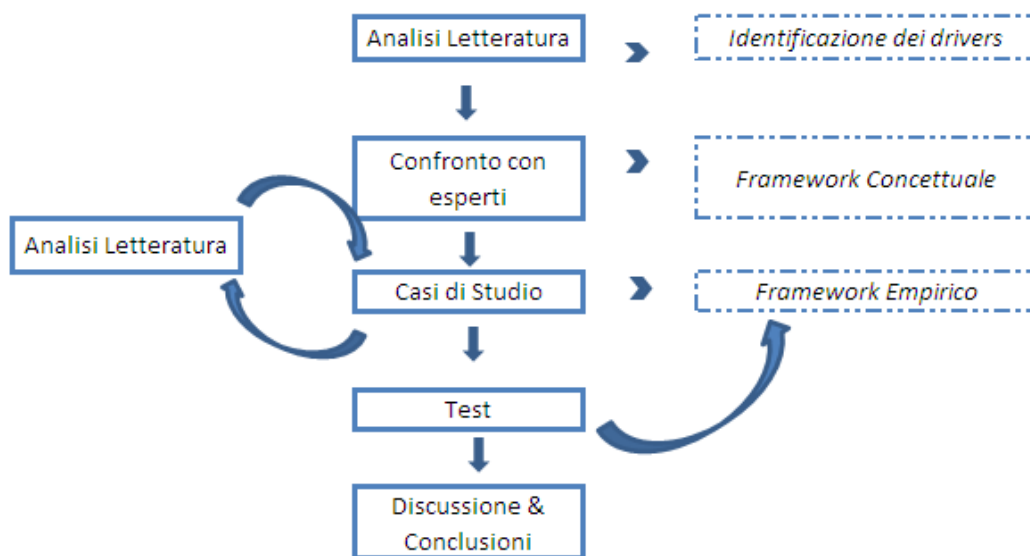 Analisi Letteratura
Identificazione dei drivers
Confronto con
esperti
Framework Concettuale
Analisi Letteratura
Casi di Studio
Framework Empirico
Test
Discussione &
Conclusioni